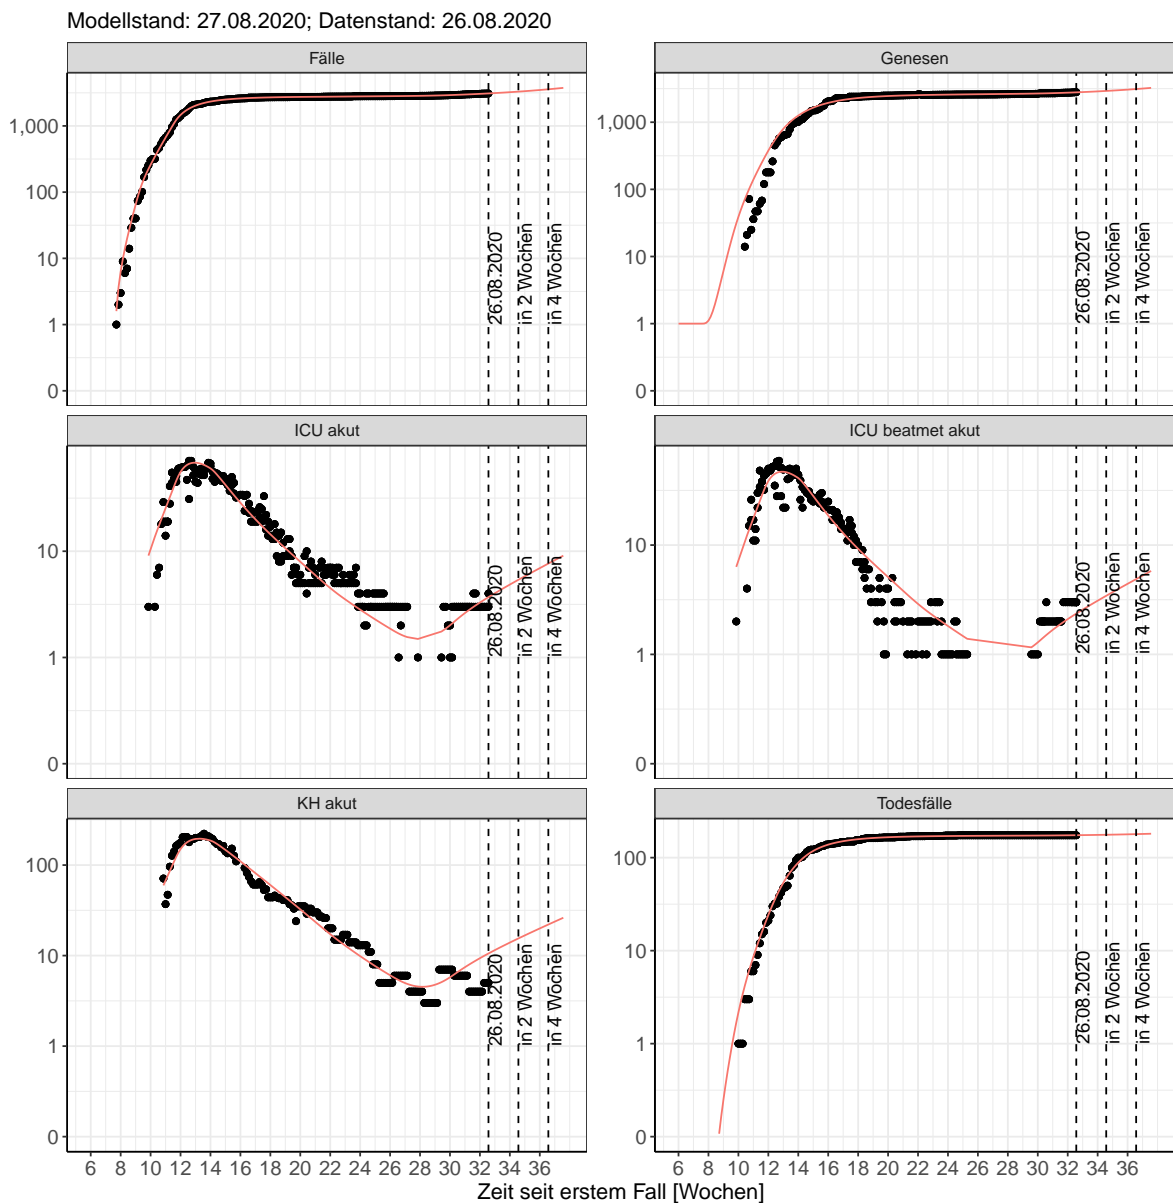 Modellstand: 27.08.2020; Datenstand: 26.08.2020
Fälle
Genesen
1,000
100
10
1
0
26.08.2020
in 2 Wochen
in 4 Wochen
1,000
100
10
1
0
26.08.2020
in 2 Wochen
in 4 Wochen
ICU akut
ICU beatmet akut
10
1
0
26.08.2020
in 2 Wochen
in 4 Wochen
10
1
0
26.08.2020
in 2 Wochen
in 4 Wochen
KH akut
Todesfälle
100
10
1
0
26.08.2020
in 2 Wochen
in 4 Wochen
100
10
1
0
26.08.2020
in 2 Wochen
in 4 Wochen
6 8 10 12 14 16 18 20 22 24 26 28 30 32 34 36
6 8 10 12 14 16 18 20 22 24 26 28 30 32 34 36
Zeit seit erstem Fall [Wochen]